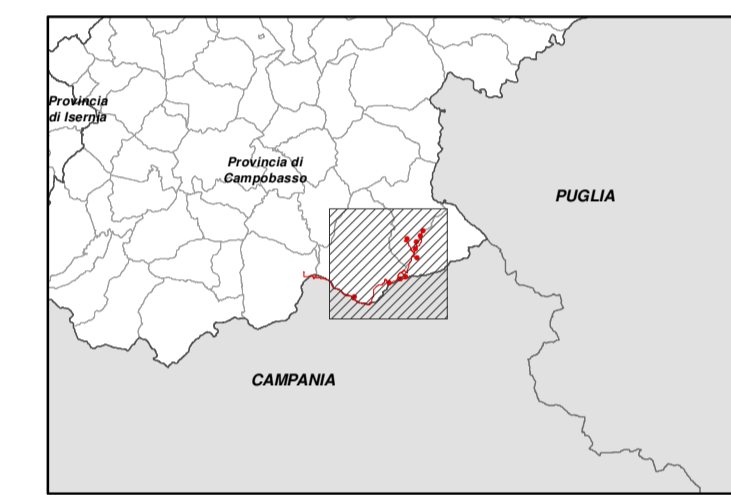 Provincia
di Isernia
Provincia di
Campobasso
PUGLIA
CAMPANIA